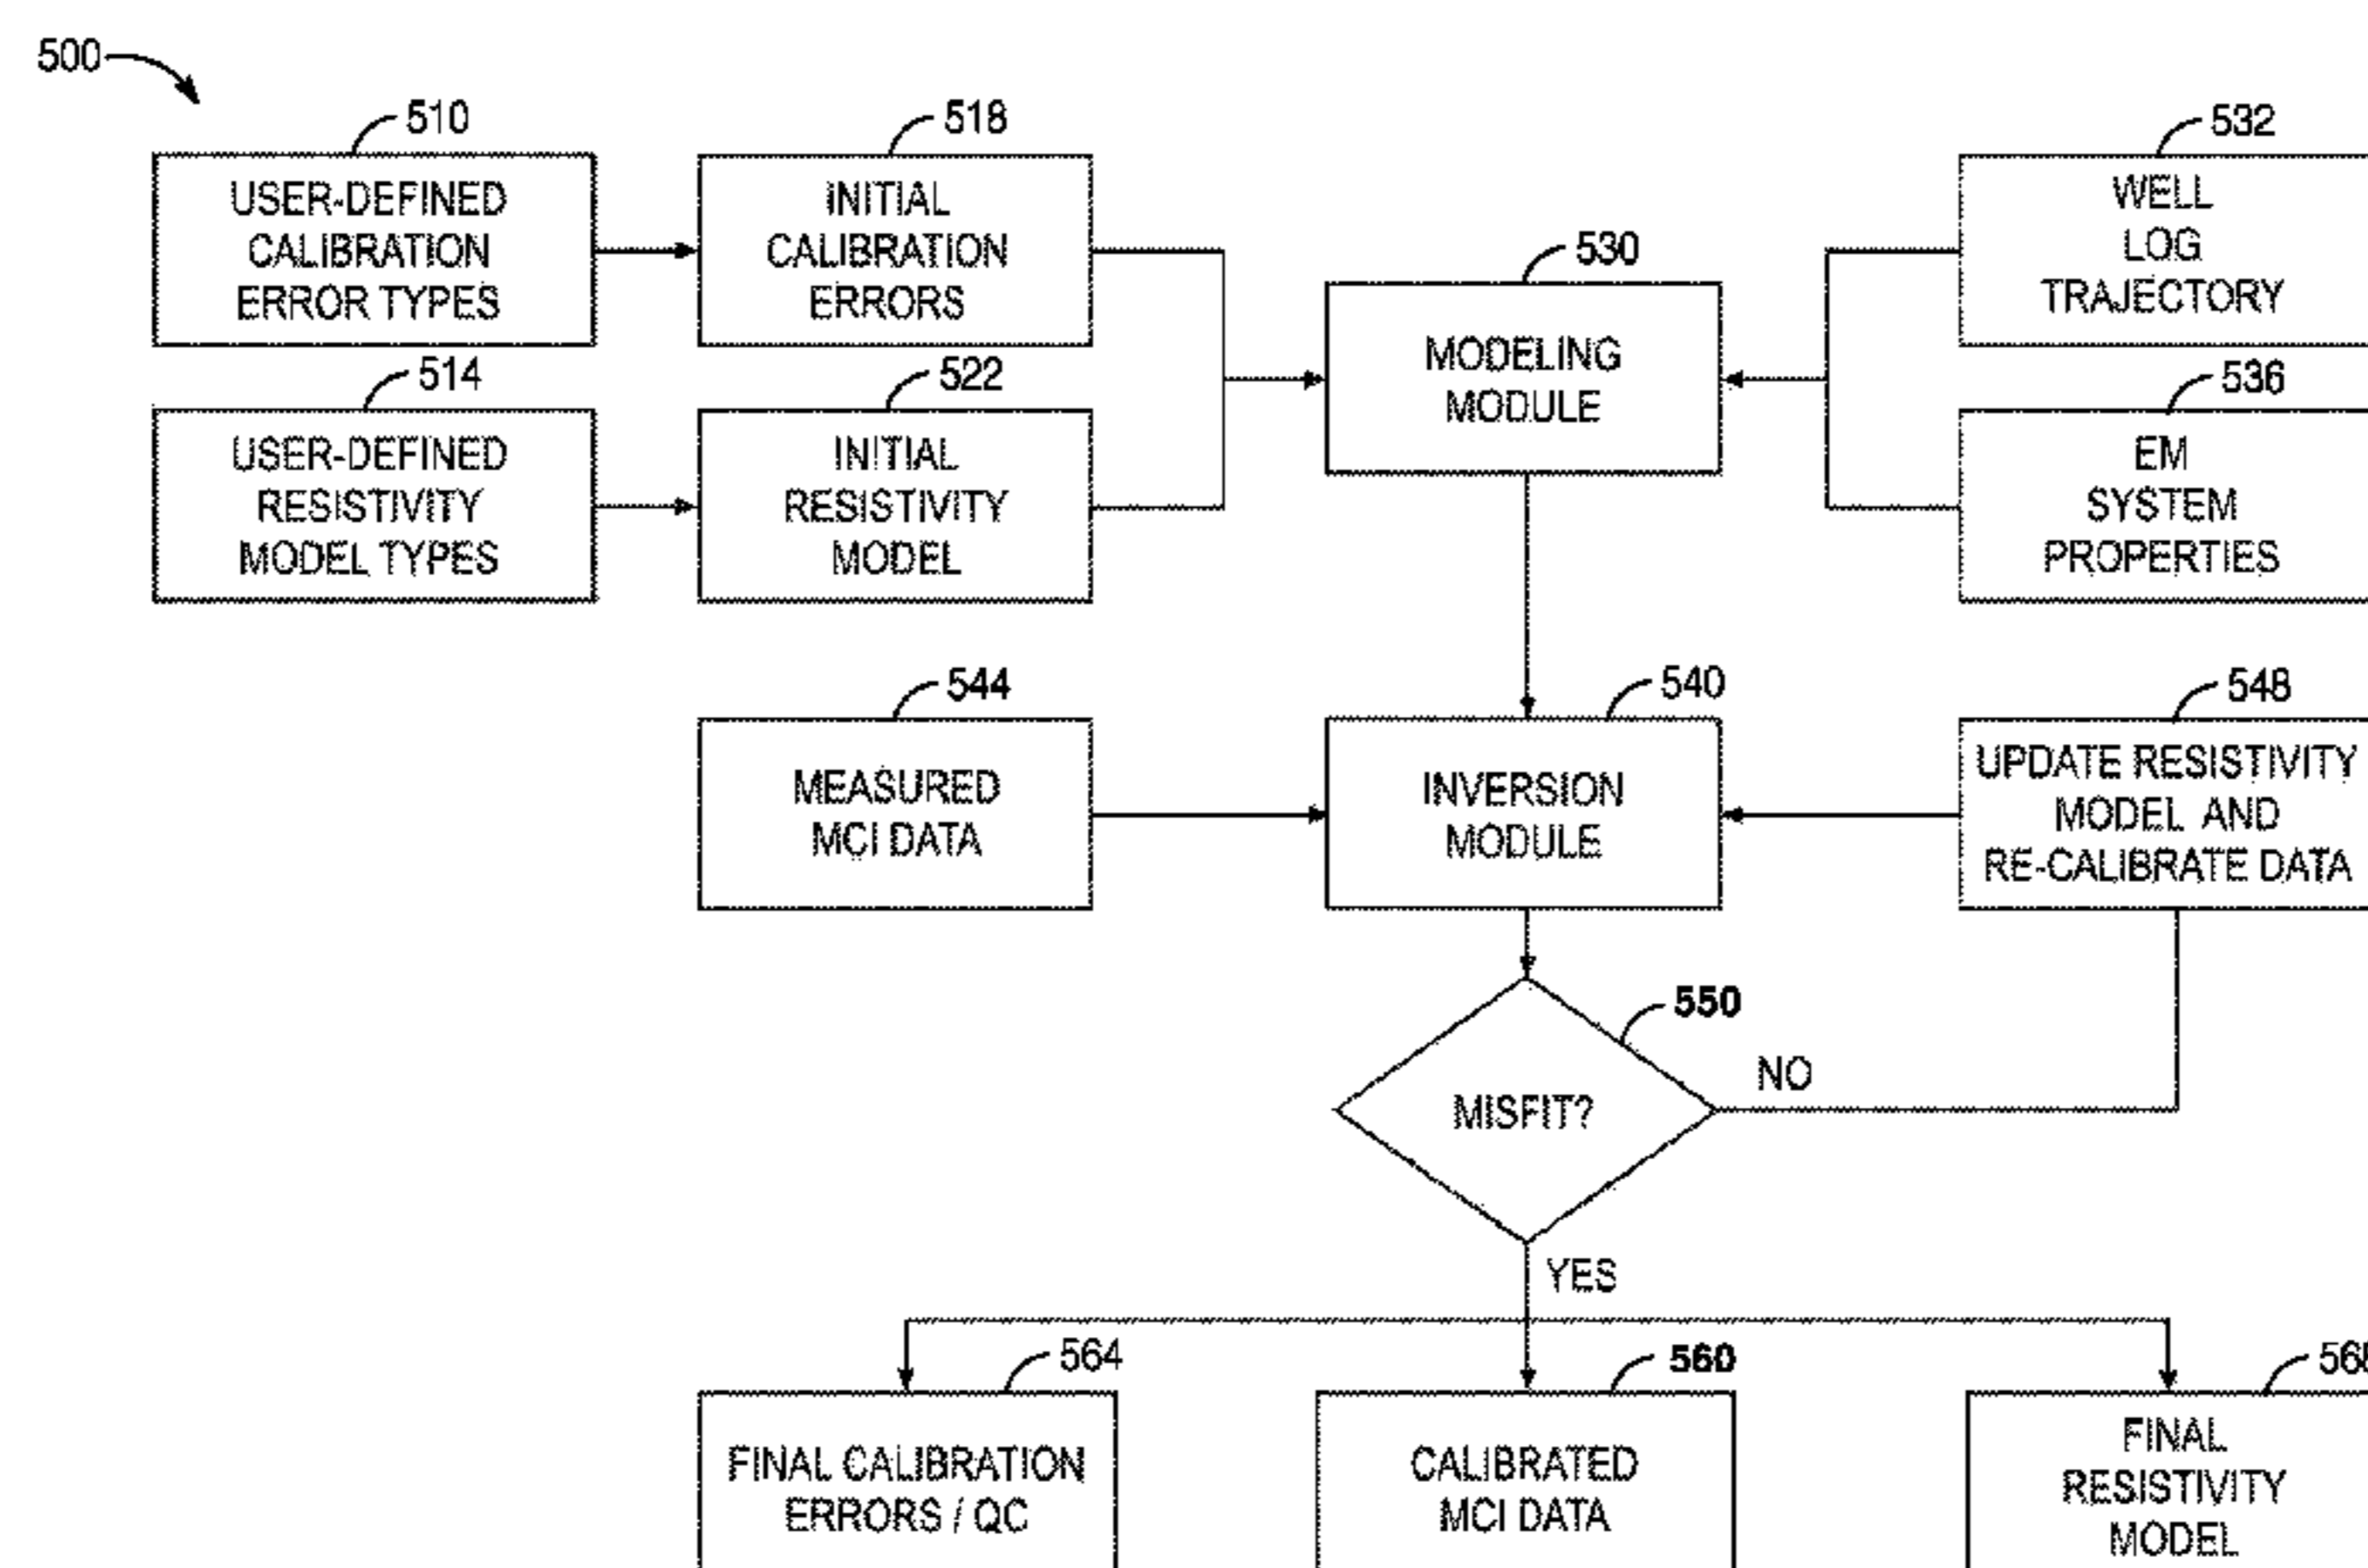 500
510
USER-DEFINED
CALIBRATION
ERROR TYPES
518
INITIAL
CALIBRATION
ERRORS
532
WELL
LOG
TRAJECTORY
530
MODELING
MODULE
514
USER-DEFINED
RESISTIVITY
MODEL TYPES
522
INITIAL
RESISTIVITY
MODEL
536
EM
SYSTEM
PROPERTIES
544
MEASURED
MCI DATA
540
INVERSION
MODULE
548
UPDATE RESISTIVITY
MODEL AND
RE-CALIBRATE DATA
550
MISFIT?
NO
YES
564
FINAL CALIBRATION
ERRORS / QC
560
CALIBRATED
MCI DATA
FINAL
RESISTIVITY
MODEL